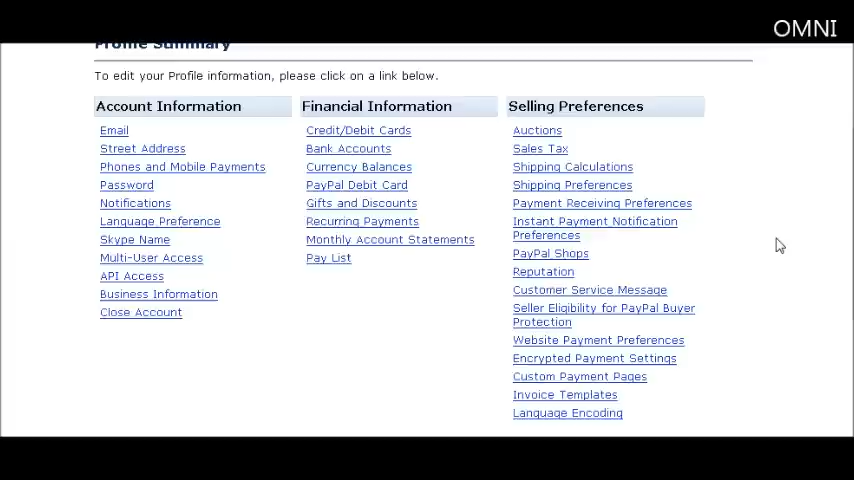 OMNI
Profile Summary
To edit your Profile information, please click on a link below.
Account Information
Email
Street Address
Phones and Mobile Payments
Password
Notifications
Language Preference
Skype Name
Multi-User Access
API Access
Business Information
Close Account
Financial Information
Credit/Debit Cards
Bank Accounts
Currency Balances
PayPal Debit Card
Gifts and Discounts
Recurring Payments
Monthly Account Statements
Pay List
Selling Preferences
Auctions
Sales Tax
Shipping Calculations
Shipping Preferences
Payment Receiving Preferences
Instant Payment Notification
Preferences
PayPal Shops
Reputation
Customer Service Message
Seller Eligibility for PayPal Buyer
Protection
Website Payment Preferences
Encrypted Payment Settings
Custom Payment Pages
Invoice Templates
Language Encoding